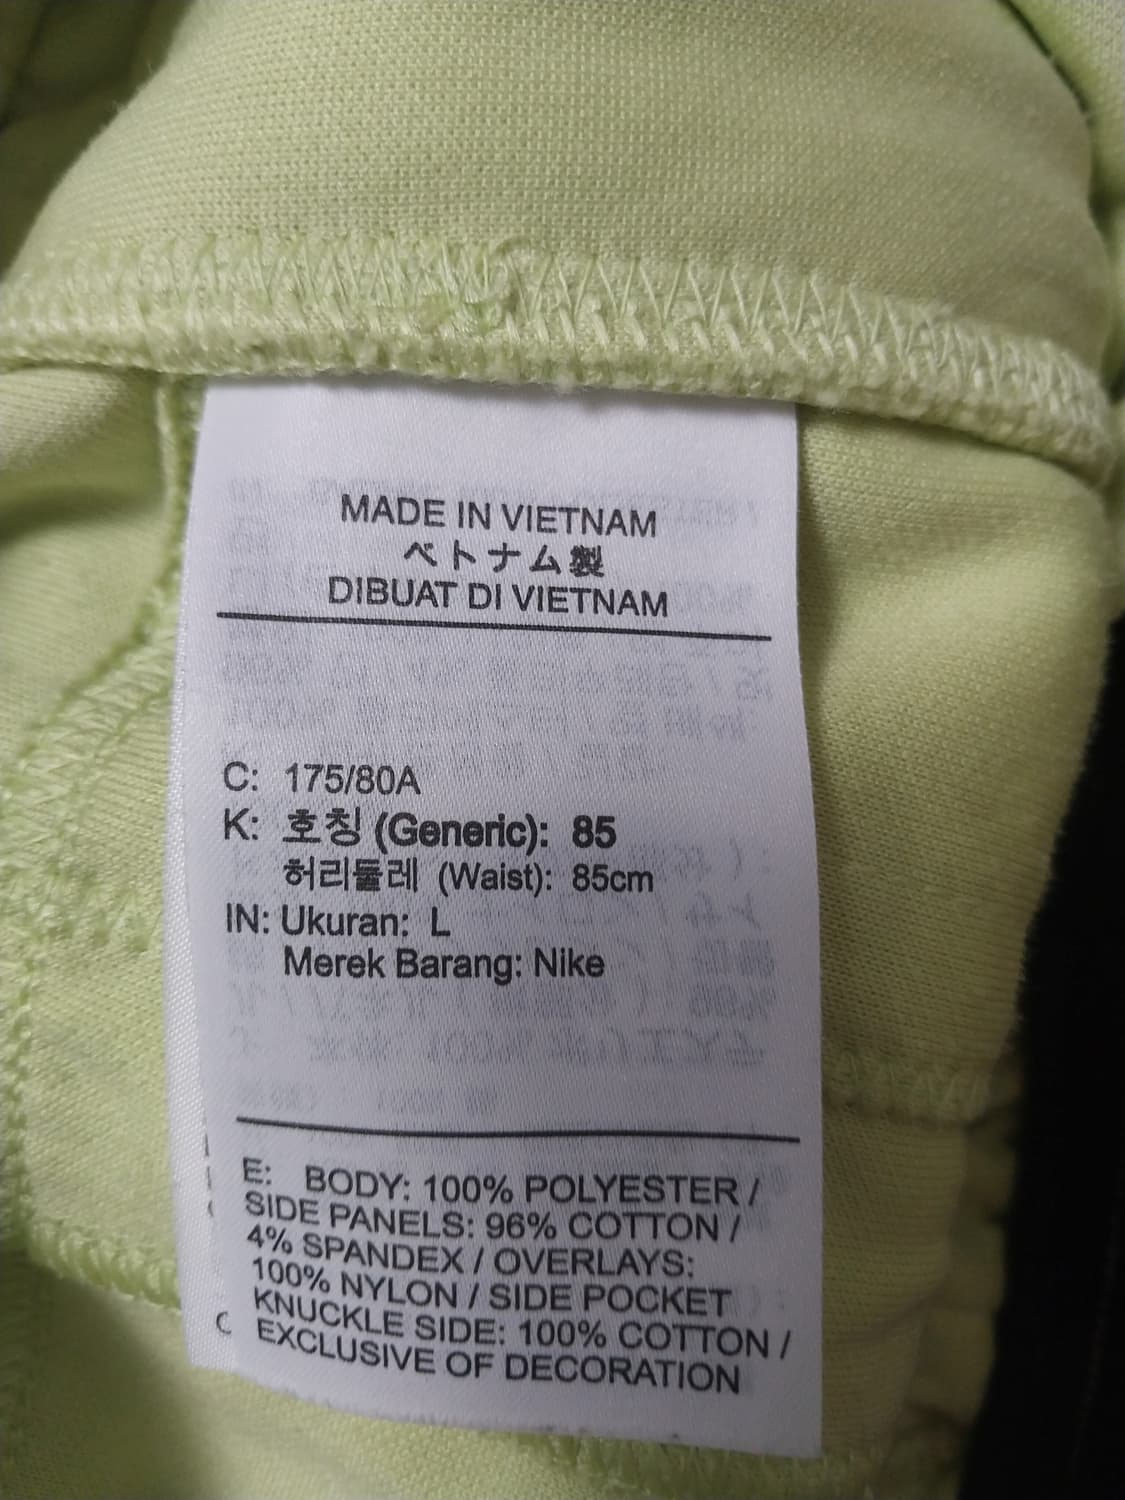 MADE IN VIETNAM
ベトナム製
DIBUAT DI VIETNAM
C: 175/80A
K: 호칭 (Generic): 85
허리둘레 (Waist): 85cm
IN: Ukuran: L
Merek Barang: Nike
E: BODY: 100% POLYESTER /
SIDE PANELS: 96% COTTON /
4% SPANDEX / OVERLAYS:
100% NYLON / SIDE POCKET
KNUCKLE SIDE: 100% COTTON /
EXCLUSIVE OF DECORATION